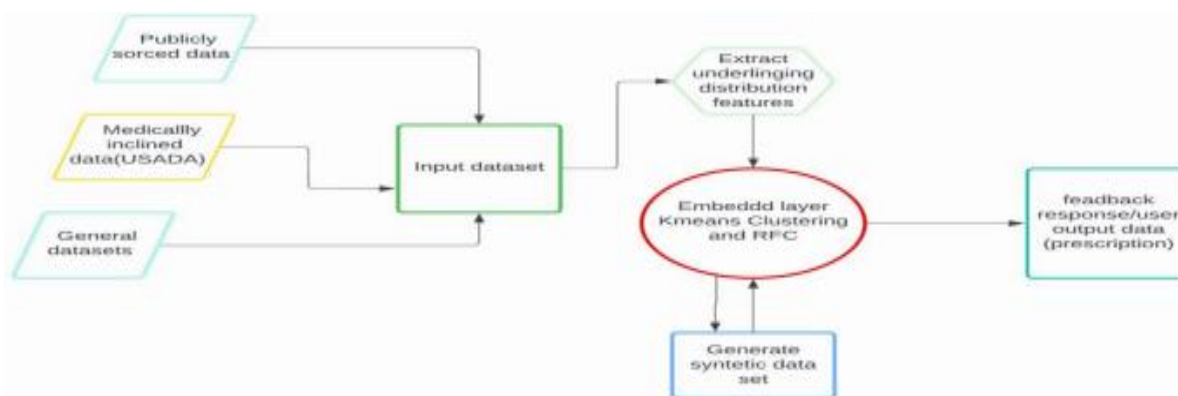 Publicly
sorced data
Medicallly
inclined
data(USADA)
General
datasets
Input dataset
Extract
underlinging
distribution
features
Embeddd layer
Kmeans Clustering
and RFC
Generate
syntetic data
set
feadback
response/user
output data
(prescription)